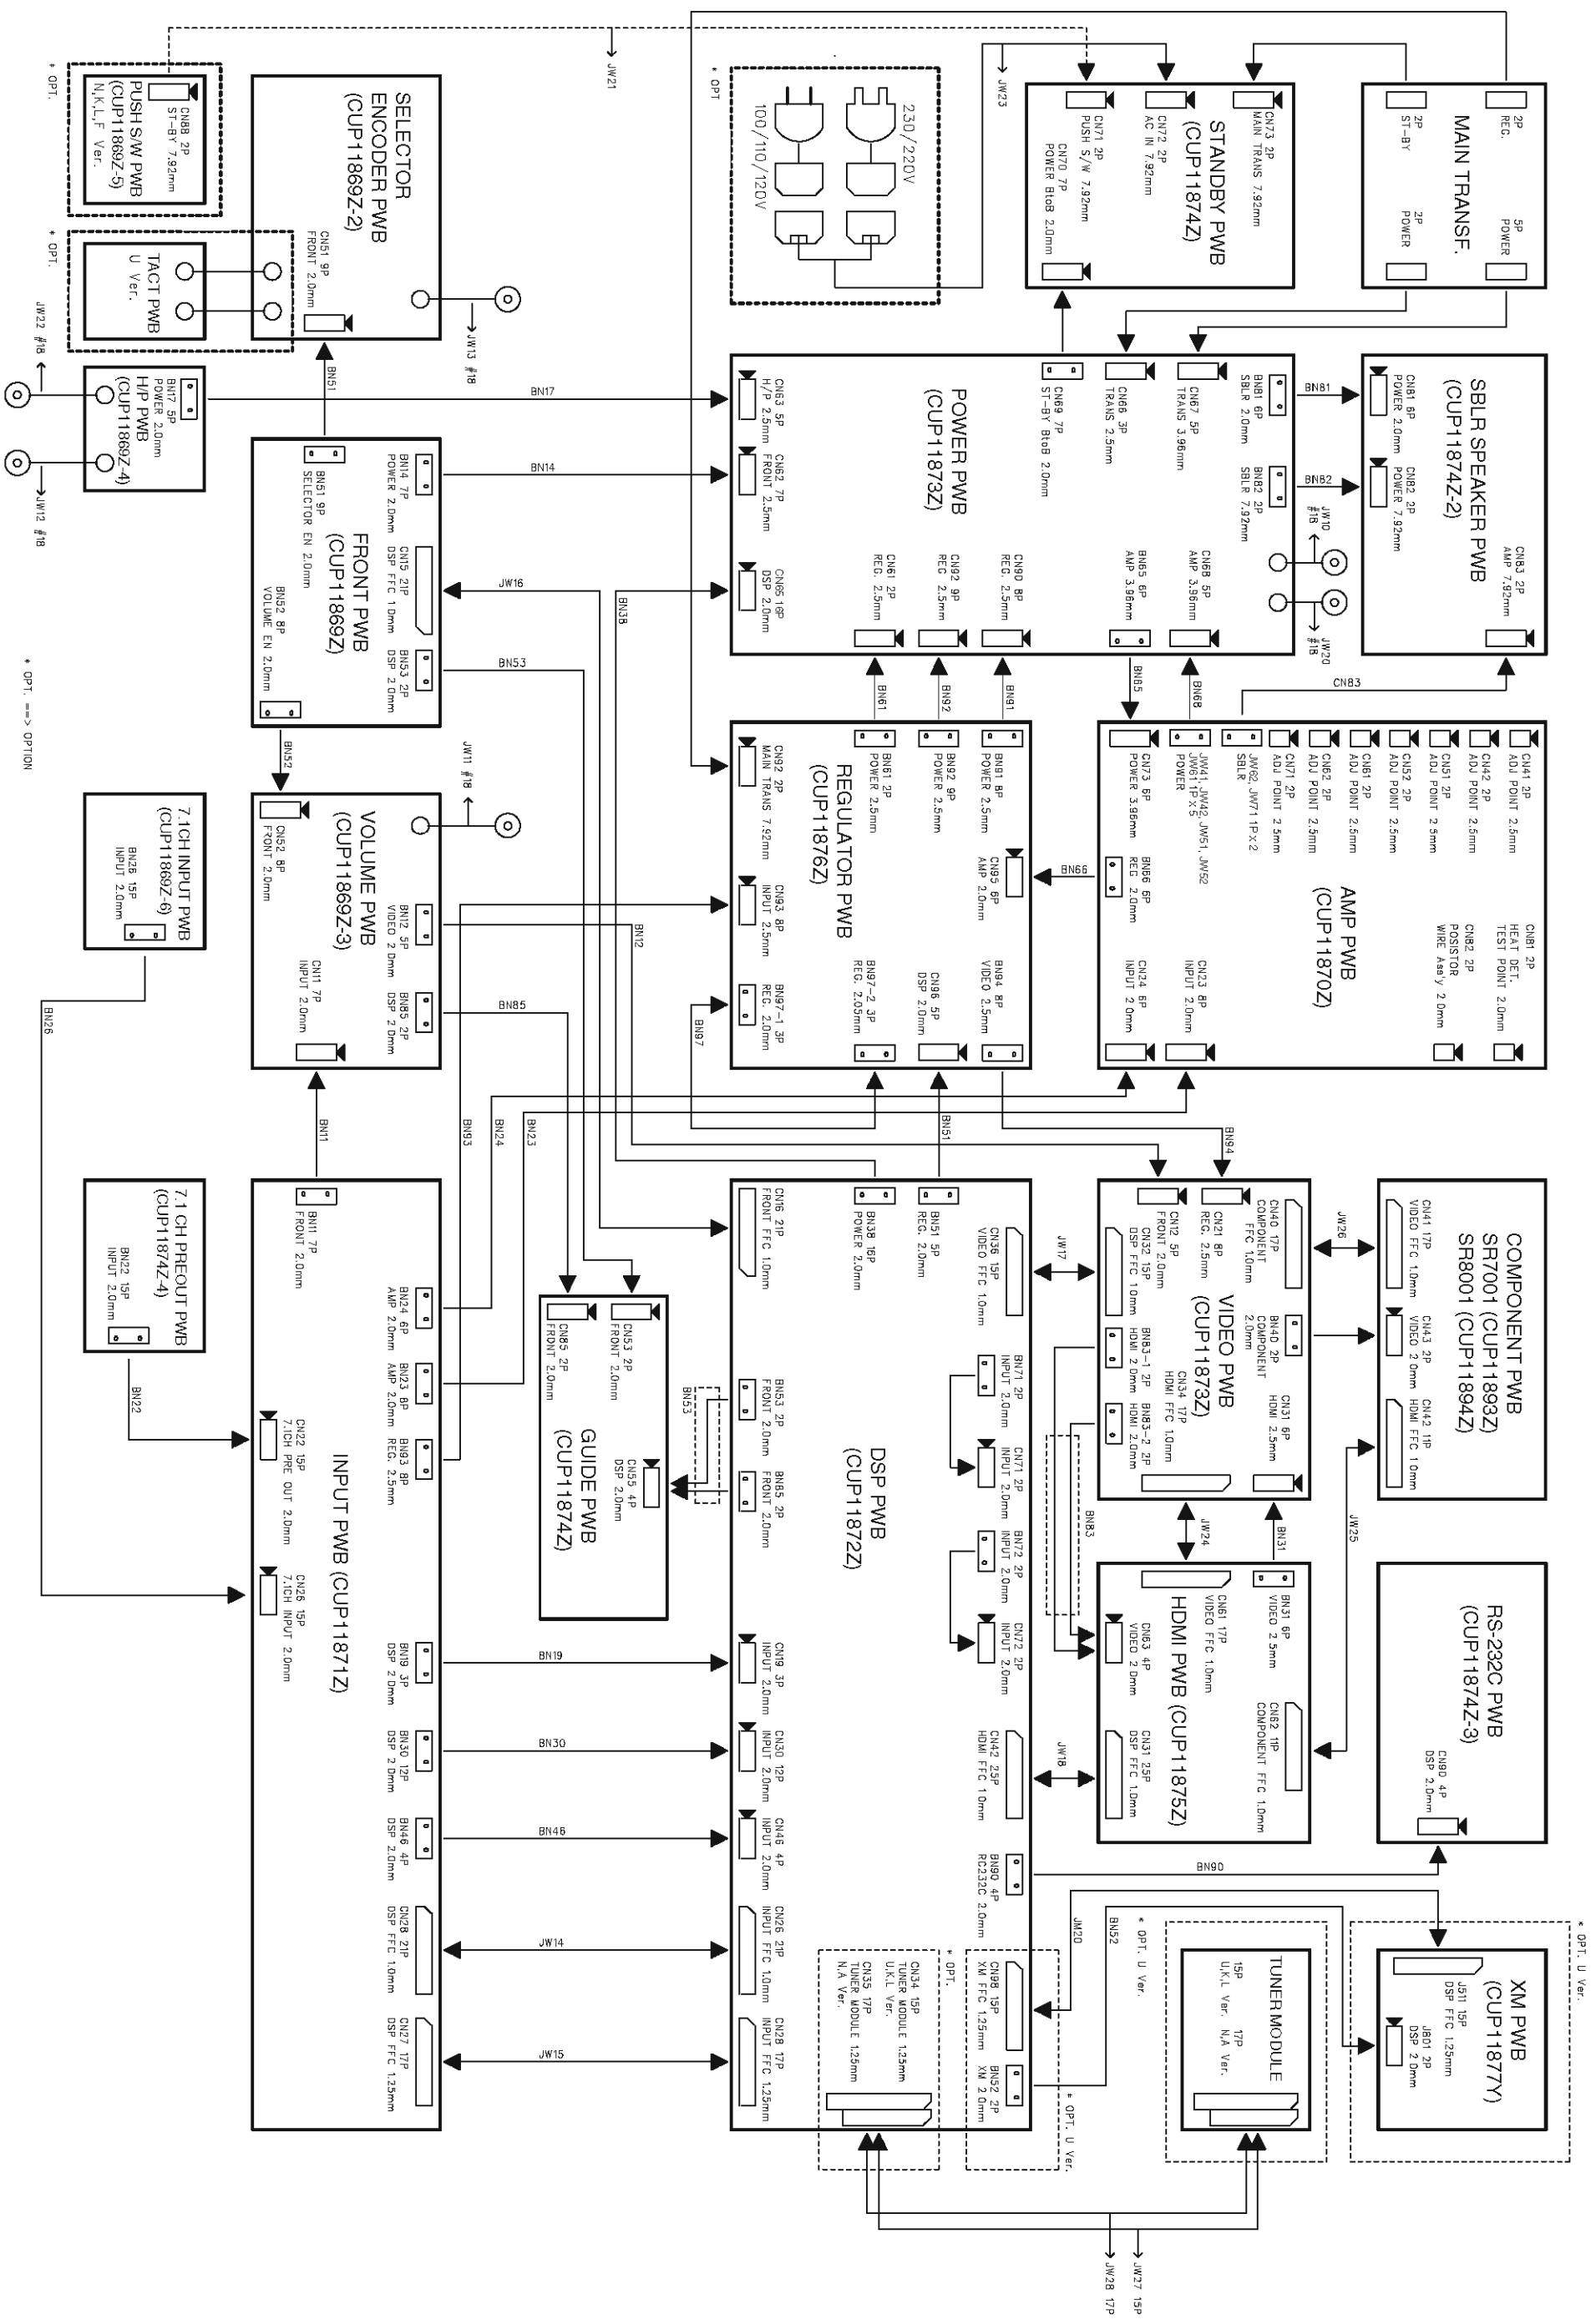 MAIN TRANSF.
2P
REG.
5P
POWER
2P
ST-BY
2P
POWER
STANDBY PWB
(CUP11874Z)
CN73 2P
MAIN TRANS 7.92mm
CN72 2P
AC IN 7.92mm
CN71 2P
PUSH S/W 7.92mm
CN70 7P
POWER BtoB 2.0mm
JW23
* OPT
230/220V
100/110/120V
JW21
SELECTOR
ENCODER PWB
(CUP11869Z-2)
CN51 9P
FRONT 2.0mm
JW13 #18
* OPT.
CN88 2P
ST-BY 7.92mm
PUSH S/W PWB
(CUP11869Z-5)
N,K,L,F Ver.
* OPT.
TACT PWB
U Ver.
JW22 #18
BN17 5P
POWER 2.0mm
H/P PWB
(CUP11869Z-4)
JW12 #18
BN51
BN17
SBLR SPEAKER PWB
(CUP11874Z-2)
CN81 6P
POWER 2.0mm
CN82 2P
POWER 7.92mm
CN83 2P
AMP 7.92mm
BN81
BN82
JW10
#18
JW20
#18
POWER PWB
(CUP11873Z)
BN81 6P
SBLR 2.0mm
BN82 2P
SBLR 7.92mm
CN67 5P
TRANS 3.96mm
CN66 3P
TRANS 2.5mm
CN69 7P
ST-BY BtoB 2.0mm
CN68 5P
AMP 3.96mm
BN65 6P
AMP 3.96mm
CN90 8P
REG. 2.5mm
CN92 9P
REG. 2.5mm
CN61 2P
REG. 2.5mm
CN63 5P
H/P 2.5mm
CN62 7P
FRONT 2.5mm
CN65 16P
DSP 2.0mm
BN14
JW16
BN38
BN53
FRONT PWB
(CUP11869Z)
BN14 7P
POWER 2.0mm
CN15 21P
DSP FFC 1.0mm
BN53 2P
DSP 2.0mm
BN51 9P
SELECTOR EN 2.0mm
BN52 8P
VOLUME EN 2.0mm
BN52
* OPT. ==> OPTION
CN83
BN68
BN65
BN91
BN92
BN61
AMP PWB
(CUP11870Z)
CN41 2P
ADJ POINT 2.5mm
CN42 2P
ADJ POINT 2.5mm
CN51 2P
ADJ POINT 2.5mm
CN52 2P
ADJ POINT 2.5mm
CN61 2P
ADJ POINT 2.5mm
CN62 2P
ADJ POINT 2.5mm
CN71 2P
ADJ POINT 2.5mm
JW62, JW71 1P x 2
SBLR
JW41, JW42, JW51, JW52
JW61 1P x 5
POWER
CN73 6P
POWER 3.96mm
BN66 6P
REG 2.0mm
CN81 2P
HEAT DET.
TEST POINT 2.0mm
CN82 2P
POSISTOR
WIRE Ass'y 2.0mm
CN23 8P
INPUT 2.0mm
CN24 6P
INPUT 2.0mm
BN66
REGULATOR PWB
(CUP11876Z)
BN91 8P
POWER 2.5mm
BN92 9P
POWER 2.5mm
BN61 2P
POWER 2.5mm
CN95 6P
AMP 2.0mm
CN92 2P
MAIN TRANS 7.92mm
CN93 8P
INPUT 2.5mm
BN94 8P
VIDEO 2.5mm
CN96 5P
DSP 2.0mm
BN97-2 3P
REG. 2.05mm
BN97-1 3P
REG. 2.0mm
BN97
BN12
BN85
JW11 #18
VOLUME PWB
(CUP11869Z-3)
CN52 8P
FRONT 2.0mm
BN12 5P
VIDEO 2.0mm
BN85 2P
DSP 2.0mm
CN11 7P
INPUT 2.0mm
7.1CH INPUT PWB
(CUP11869Z-6)
BN26 15P
INPUT 2.0mm
BN26
BN11
BN93
BN24
BN23
BN51
BN94
COMPONENT PWB
SR7001 (CUP11893Z)
SR8001 (CUP11894Z)
CN41 17P
VIDEO FFC 1.0mm
CN43 2P
VIDEO 2.0mm
CN42 11P
HDMI FFC 1.0mm
JW26
JW25
VIDEO PWB
(CUP11873Z)
CN40 17P
COMPONENT
FFC 1.0mm
BN40 2P
COMPONENT
2.0mm
CN31 6P
HDMI 2.5mm
CN21 8P
REG. 2.5mm
CN12 5P
FRONT 2.0mm
CN32 15P
DSP FFC 1.0mm
BN83-1 2P
HDMI 2.0mm
BN83-2 2P
HDMI 2.0mm
CN34 17P
HDMI FFC 1.0mm
JW17
BN83
JW24
BN31
HDMI PWB (CUP11875Z)
BN31 6P
VIDEO 2.5mm
CN61 17P
VIDEO FFC 1.0mm
CN62 11P
COMPONENT FFC 1.0mm
CN63 4P
VIDEO 2.0mm
CN31 25P
DSP FFC 1.0mm
JW18
RS-232C PWB
(CUP11874Z-3)
CN90 4P
DSP 2.0mm
BN90
DSP PWB
(CUP11872Z)
CN36 15P
VIDEO FFC 1.0mm
BN51 5P
REG. 2.0mm
BN38 16P
POWER 2.0mm
CN16 21P
FRONT FFC 1.0mm
BN71 2P
INPUT 2.0mm
CN71 2P
INPUT 2.0mm
BN72 2P
INPUT 2.0mm
CN72 2P
INPUT 2.0mm
BN53 2P
FRONT 2.0mm
BN85 2P
FRONT 2.0mm
CN42 25P
HDMI FFC 1.0mm
BN90 4P
RC232C 2.0mm
CN98 15P
XM FFC 1.25mm
BN52 2P
XM 2.0mm
CN19 3P
INPUT 2.0mm
CN30 12P
INPUT 2.0mm
CN46 4P
INPUT 2.0mm
CN26 21P
INPUT FFC 1.0mm
CN28 17P
INPUT FFC 1.25mm
* OPT.
CN34 15P
TUNER MODULE 1.25mm
U,K,L Ver.
CN35 17P
TUNER MODULE 1.25mm
N,A Ver.
* OPT. U Ver.
BN53
GUIDE PWB
(CUP11874Z)
CN53 2P
FRONT 2.0mm
CN85 2P
FRONT 2.0mm
CN55 4P
DSP 2.0mm
JM20
BN52
* OPT. U Ver.
XM PWB
(CUP11877Y)
J511 15P
DSP FFC 1.25mm
JB01 2P
DSP 2.0mm
* OPT. U Ver.
TUNER MODULE
15P
U,K,L Ver.
17P
N,A Ver.
JW27 15P
JW28 17P
BN19
BN30
BN46
JW14
JW15
INPUT PWB (CUP11871Z)
BN11 7P
FRONT 2.0mm
BN24 6P
AMP 2.0mm
BN23 8P
AMP 2.0mm
BN93 8P
REG. 2.5mm
CN22 15P
7.1CH PRE OUT 2.0mm
CN26 15P
7.1CH INPUT 2.0mm
BN19 3P
DSP 2.0mm
BN30 12P
DSP 2.0mm
BN46 4P
DSP 2.0mm
CN28 21P
DSP FFC 1.0mm
CN27 17P
DSP FFC 1.25mm
7.1 CH PREOUT PWB
(CUP11874Z-4)
BN22 15P
INPUT 2.0mm
BN22